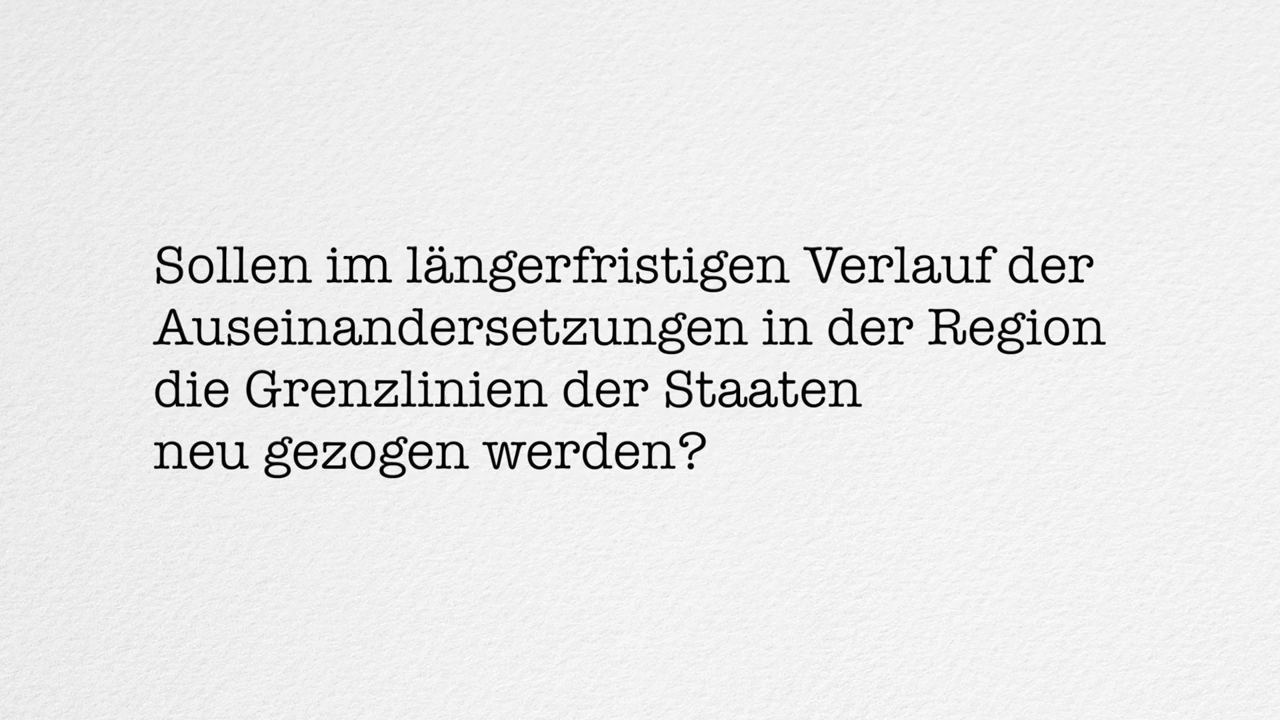 Sollen im längerfristigen Verlauf der
Auseinandersetzungen in der Region
die Grenzlinien der Staaten
neu gezogen werden?